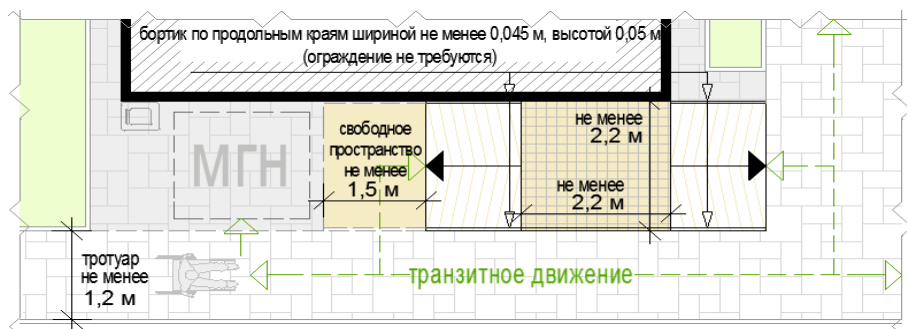 бортик по продольным краям шириной не менее 0,045 м, высотой 0,05 м
(ограждение не требуются)
свободное
пространство
не менее
1,5 м
не менее
2,2 м
не менее
2,2 м
МГН
тротуар
не менее
1,2 м
транзитное движение